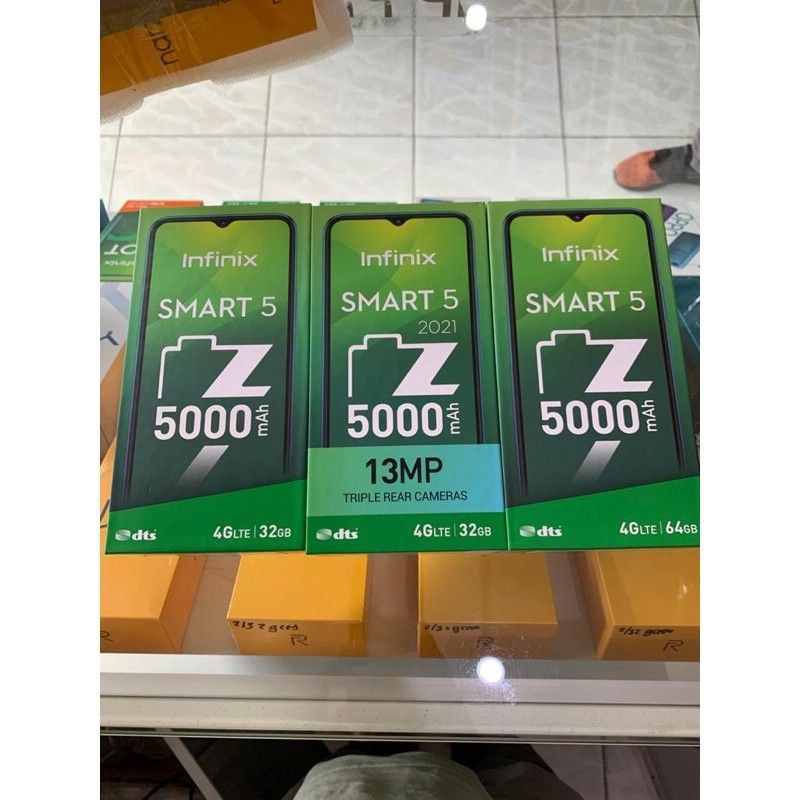 Infinix
SMART 5
5000 mAh
dts
4GLTE | 32GB
Infinix
SMART 5
2021
5000 mAh
13MP
TRIPLE REAR CAMERAS
dts
4GLTE | 32GB
Infinix
SMART 5
5000 mAh
dts
4GLTE | 64GB
oppo
R
R
R